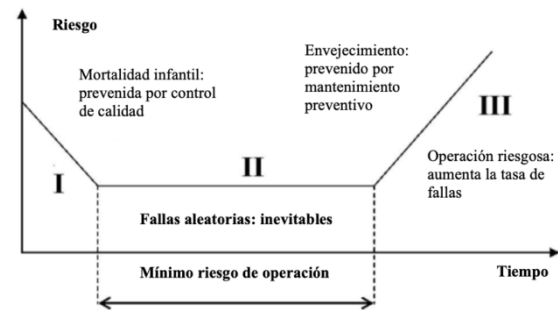 Riesgo
Mortalidad infantil:
prevenida por control
de calidad
Envejecimiento:
prevenido por
mantenimiento
preventivo
III
II
I
Operación riesgosa:
aumenta la tasa de
fallas
Fallas aleatorias: inevitables
Mínimo riesgo de operación
Tiempo